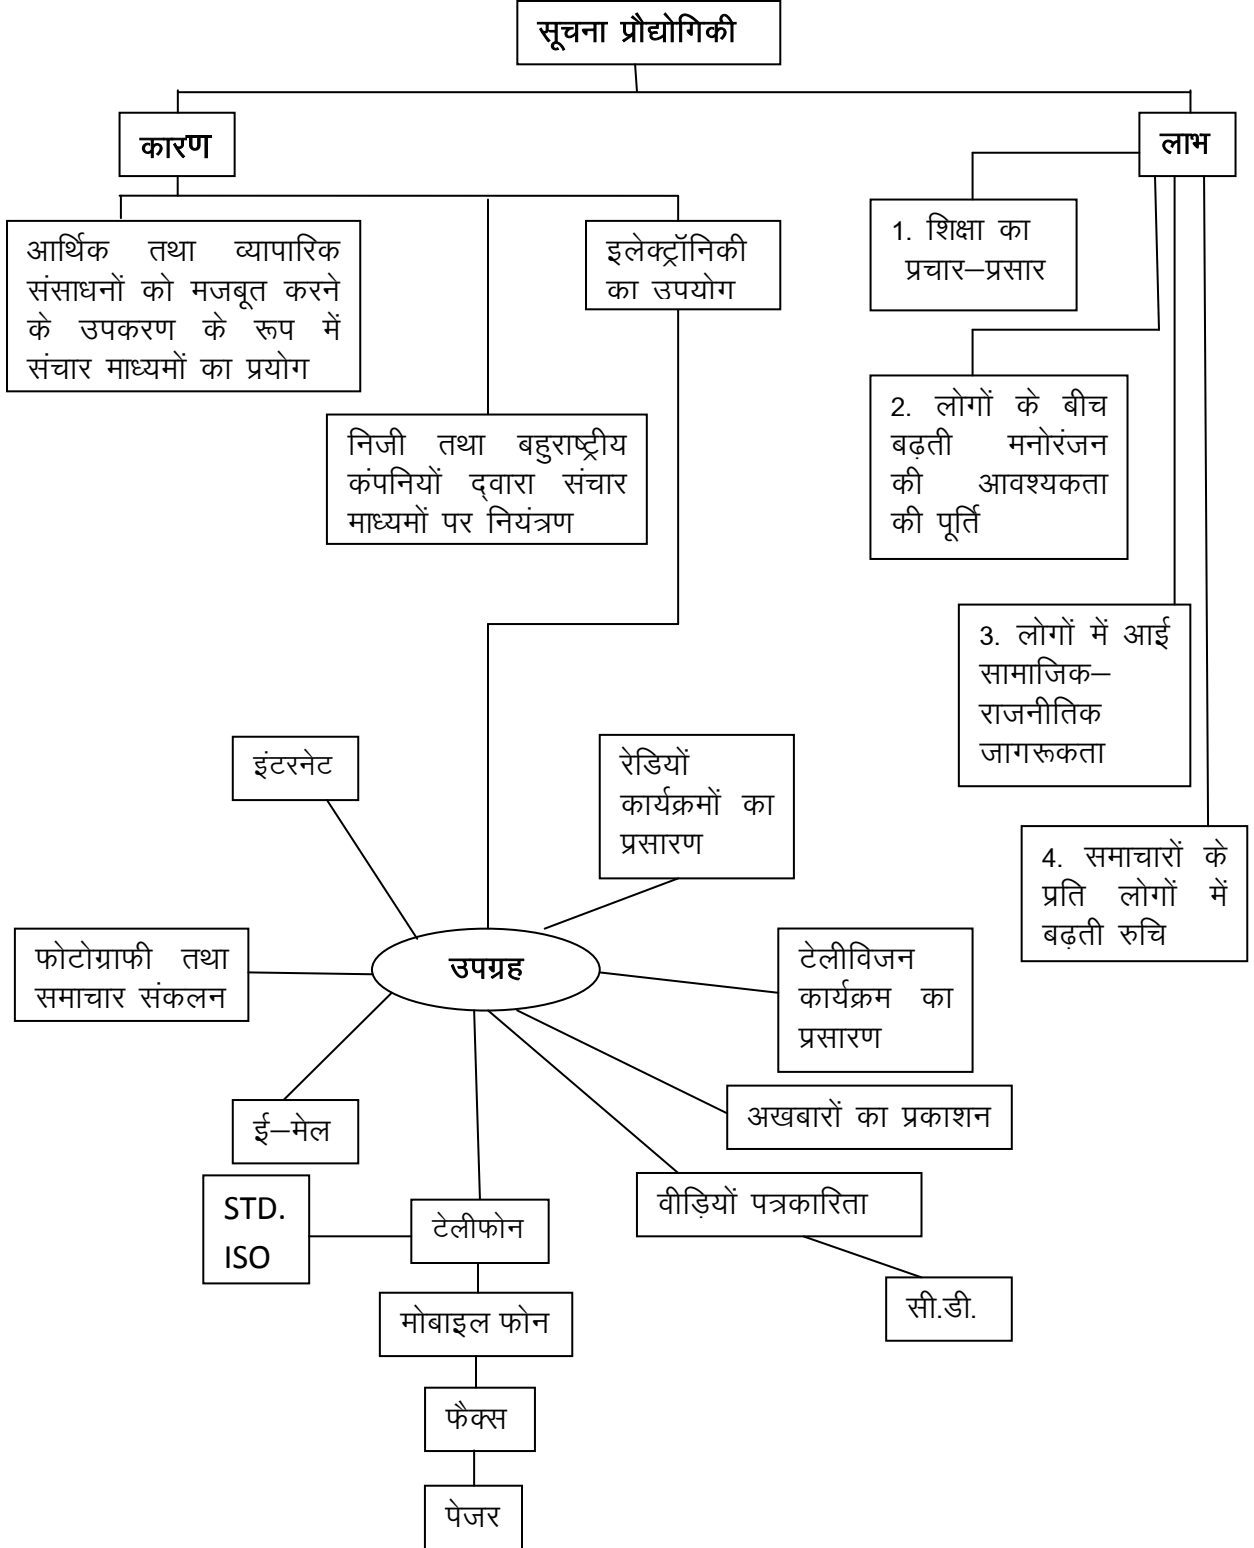 सूचना प्रौद्योगिकी
कारण
लाभ
आर्थिक तथा व्यापारिक
संसाधनों को मजबूत करने
के उपकरण के रूप में
संचार माध्यमों का प्रयोग
निजी तथा बहुराष्ट्रीय
कंपनियों द्वारा संचार
माध्यमों पर नियंत्रण
इलेक्ट्रॉनिकी
का उपयोग
1. शिक्षा का
प्रचार–प्रसार
2. लोगों के बीच
बढ़ती मनोरंजन
की आवश्यकता
की पूर्ति
3. लोगों में आई
सामाजिक–
राजनीतिक
जागरूकता
4. समाचारों के
प्रति लोगों में
बढ़ती रुचि
इंटरनेट
रेडियों
कार्यक्रमों का
प्रसारण
फोटोग्राफी तथा
समाचार संकलन
उपग्रह
टेलीविजन
कार्यक्रम का
प्रसारण
ई–मेल
अखबारों का प्रकाशन
वीड़ियों पत्रकारिता
सी.डी.
STD.
ISO
टेलीफोन
मोबाइल फोन
फैक्स
पेजर